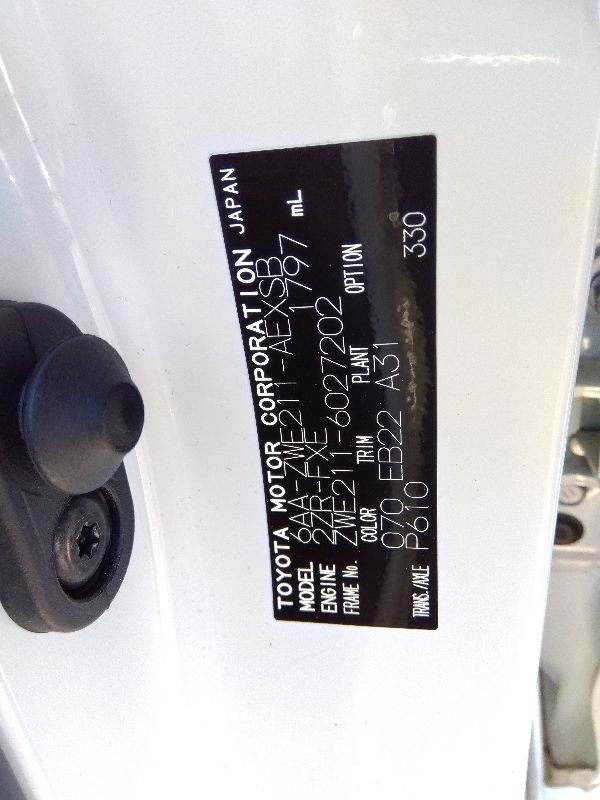 TOYOTA MOTOR CORPORATION JAPAN
MODEL 6AA-ZWE211-AEXSB
ENGINE 2ZR-FXE 1797 mL
FRAME No. ZWE211-6027202
COLOR TRIM PLANT OPTION
070 EB22 A31
TRANS./AXLE P610 330